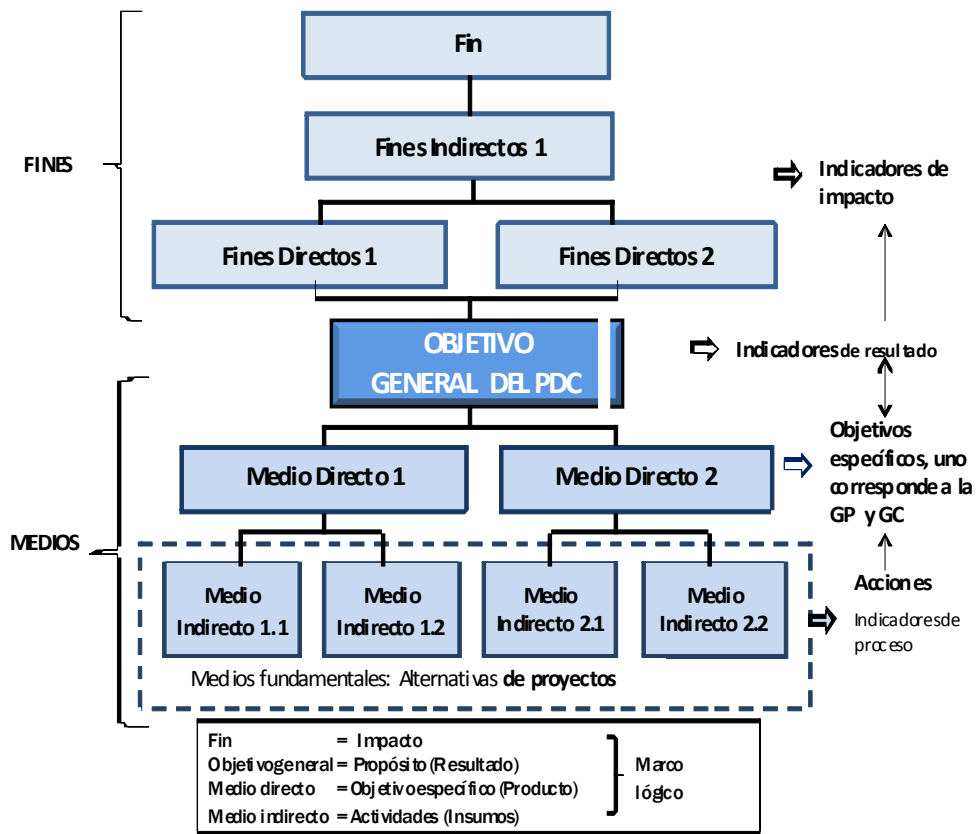 Fin
Fines Indirectos 1
FINES
Indicadores de
impacto
Fines Directos 1
Fines Directos 2
OBJETIVO
GENERAL DEL PDC
Indicadores de resultado
Objetivos
específicos, uno
corresponde a la
GP y GC
Medio Directo 1
Medio Directo 2
MEDIOS
Medio
Indirecto 1.1
Medio
Indirecto 1.2
Medio
Indirecto 2.1
Medio
Indirecto 2.2
Acciones
Indicadores de
proceso
Medios fundamentales: Alternativas de proyectos
Fin = Impacto
Objetivo general = Propósito (Resultado)
Medio directo = Objetivo específico (Producto)
Medio indirecto = Actividades (Insumos)
Marco
lógico